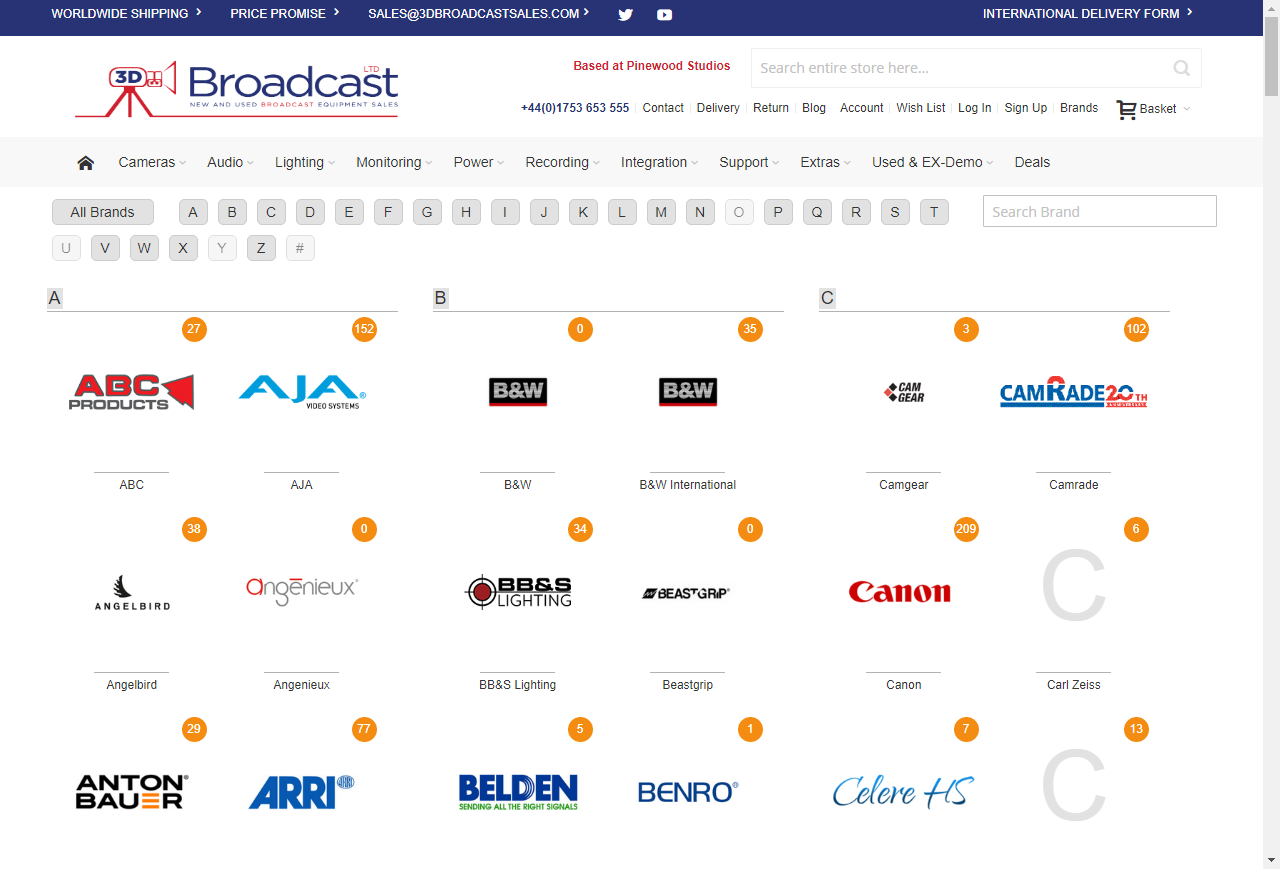 WORLDWIDE SHIPPING PRICE PROMISE SALES@3DBROADCASTSALES.COM INTERNATIONAL DELIVERY FORM
3D Broadcast LTD
NEW AND USED BROADCAST EQUIPMENT SALES
Based at Pinewood Studios
Search entire store here...
+44(0)1753 653 555 Contact Delivery Return Blog Account Wish List Log In Sign Up Brands Basket
Cameras Audio Lighting Monitoring Power Recording Integration Support Extras Used & EX-Demo Deals
All Brands A B C D E F G H I J K L M N O P Q R S T
Search Brand
U V W X Y Z #
A B C
27 152 0 35 3 102
ABC PRODUCTS AJA VIDEO SYSTEMS B&W B&W CAM GEAR CAMRADE 20TH
ABC AJA B&W B&W International Camgear Camrade
38 0 34 0 209 6
ANGELBIRD angēnieux BB&S LIGHTING BEASTGRIP Canon C
Angelbird Angenieux BB&S Lighting Beastgrip Canon Carl Zeiss
29 77 5 1 7 13
ANTON BAUER ARRI BELDEN SENDING ALL THE RIGHT SIGNALS BENRO Celere HS C